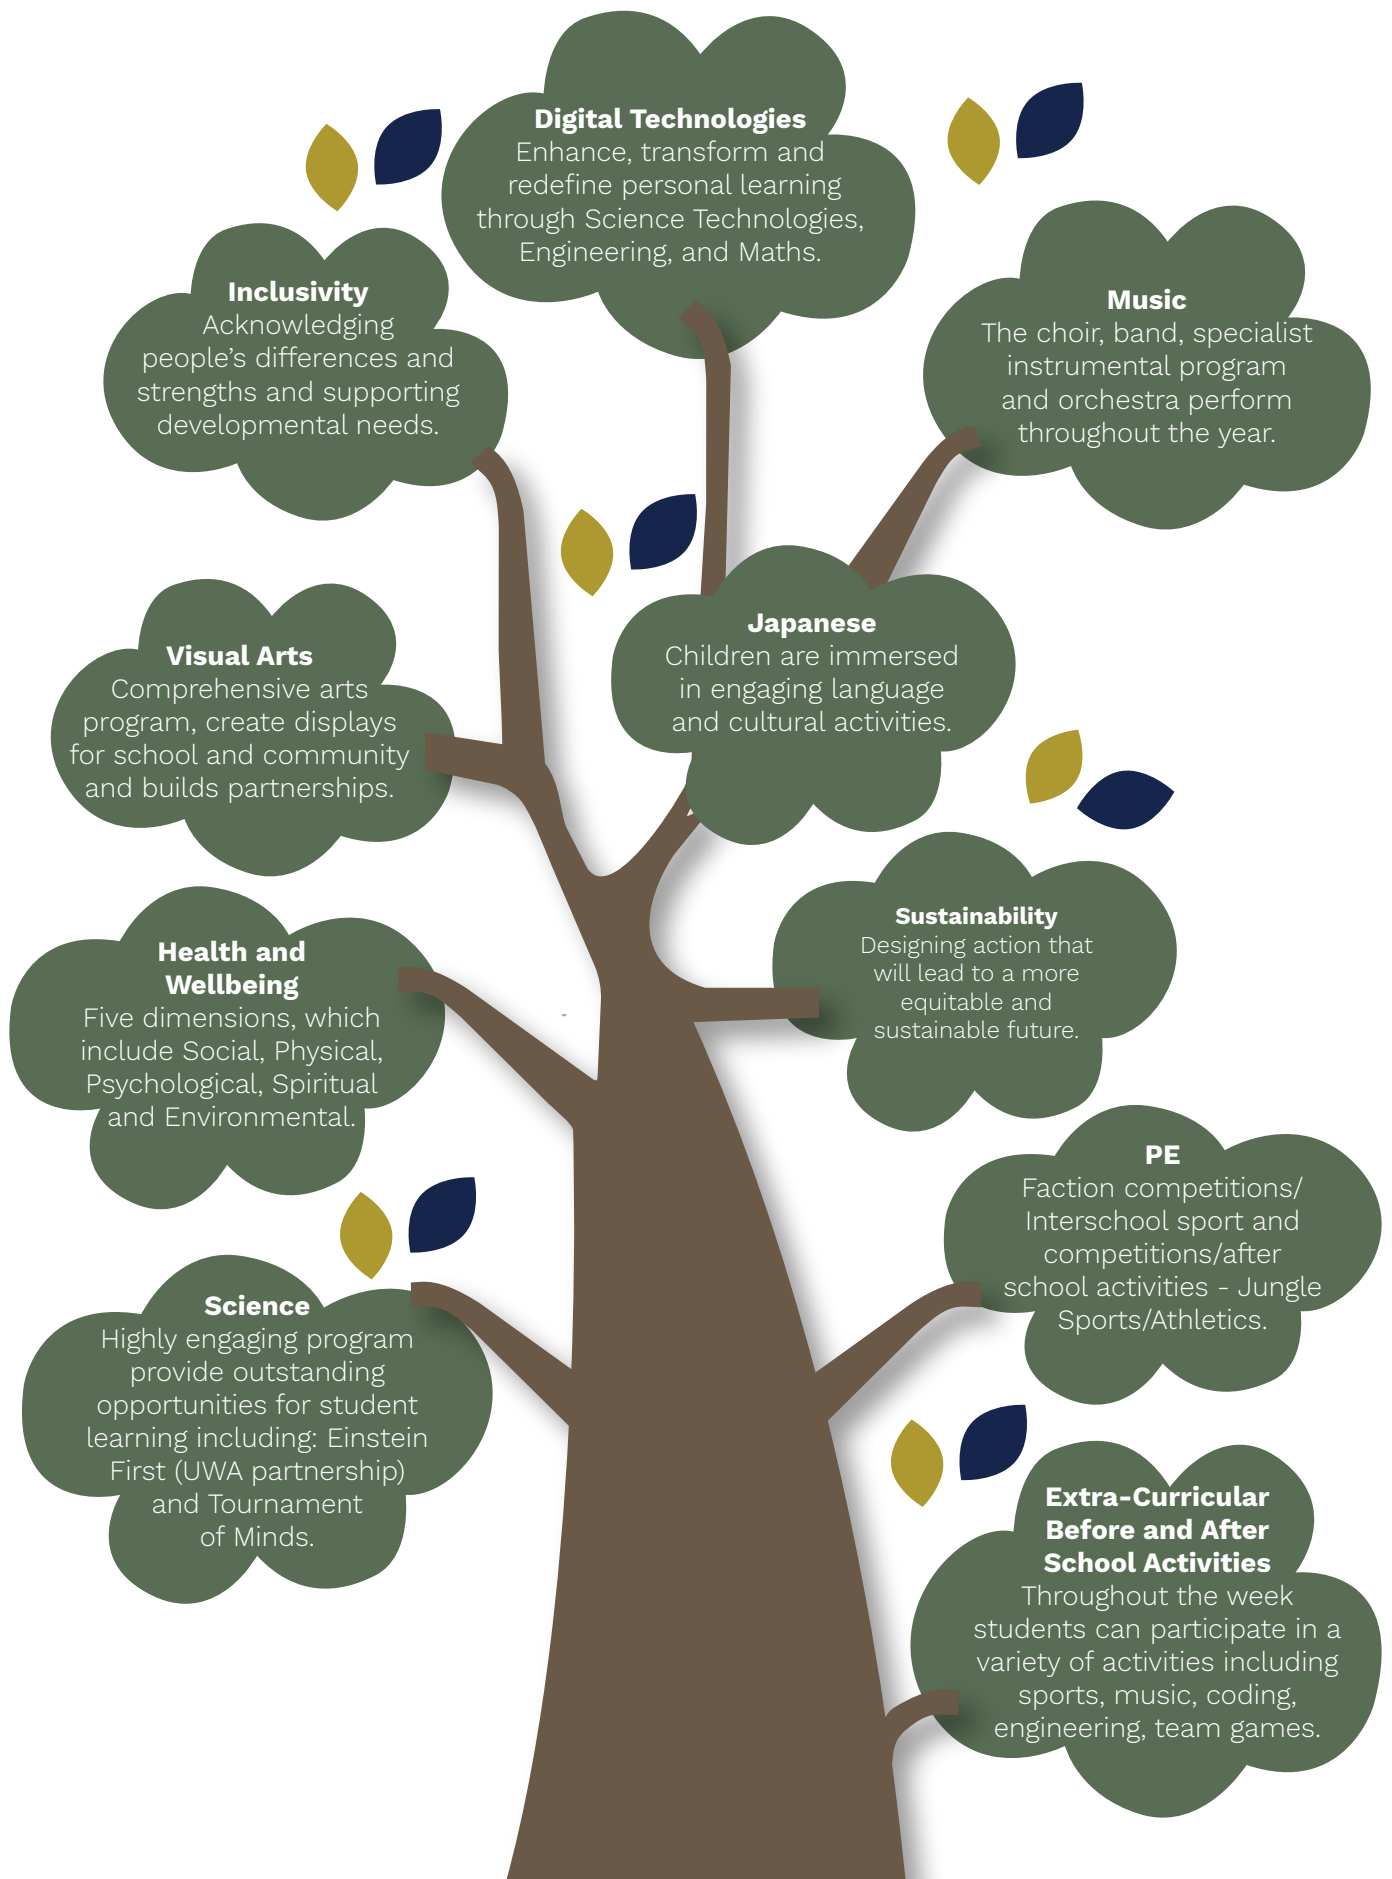 Digital Technologies
Enhance, transform and
redefine personal learning
through Science Technologies,
Engineering, and Maths.
Inclusivity
Acknowledging
people’s differences and
strengths and supporting
developmental needs.
Music
The choir, band, specialist
instrumental program
and orchestra perform
throughout the year.
Visual Arts
Comprehensive arts
program, create displays
for school and community
and builds partnerships.
Japanese
Children are immersed
in engaging language
and cultural activities.
Health and
Wellbeing
Five dimensions, which
include Social, Physical,
Psychological, Spiritual
and Environmental.
Sustainability
Designing action that
will lead to a more
equitable and
sustainable future.
PE
Faction competitions/
Interschool sport and
competitions/after
school activities - Jungle
Sports/Athletics.
Science
Highly engaging program
provide outstanding
opportunities for student
learning including: Einstein
First (UWA partnership)
and Tournament
of Minds.
Extra-Curricular
Before and After
School Activities
Throughout the week
students can participate in a
variety of activities including
sports, music, coding,
engineering, team games.